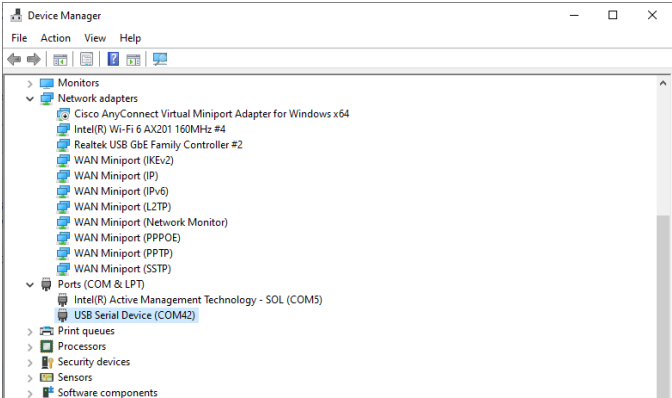 Device Manager
File Action View Help
Monitors
Network adapters
Cisco AnyConnect Virtual Miniport Adapter for Windows x64
Intel(R) Wi-Fi 6 AX201 160MHz #4
Realtek USB GbE Family Controller #2
WAN Miniport (IKEv2)
WAN Miniport (IP)
WAN Miniport (IPv6)
WAN Miniport (L2TP)
WAN Miniport (Network Monitor)
WAN Miniport (PPPOE)
WAN Miniport (PPTP)
WAN Miniport (SSTP)
Ports (COM & LPT)
Intel(R) Active Management Technology - SOL (COM5)
USB Serial Device (COM42)
Print queues
Processors
Security devices
Sensors
Software components